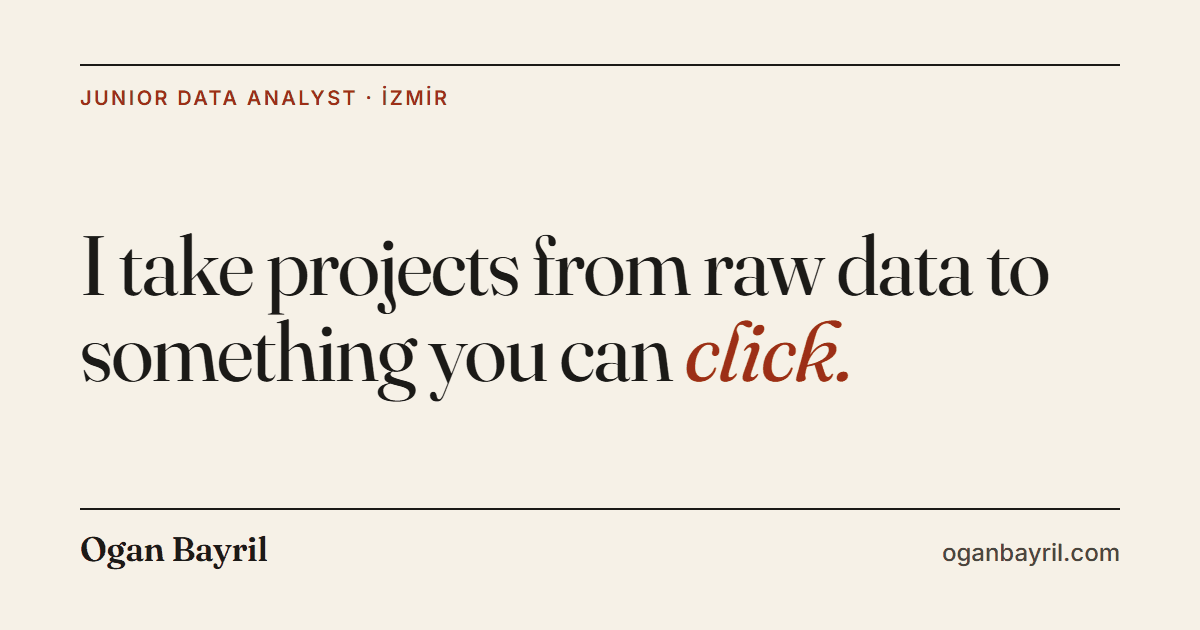 JUNIOR DATA ANALYST · İZMİR
I take projects from raw data to
something you can click.
Ogan Bayril
oganbayril.com